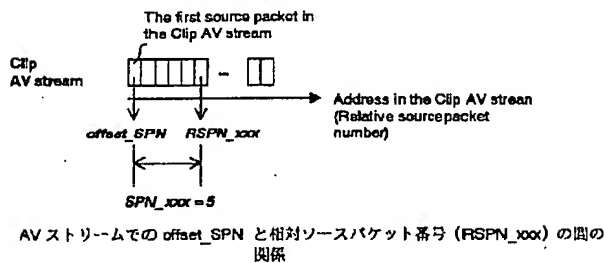 The first source packet in
the Clip AV stream
Clip
AV stream
Address in the Clip AV strean
(Relative sourcepacket
number)
offset_SPN RSPN_xxx
SPN_xxx = 5
AV ストリームでの offset_SPN と相対ソースパケット番号 (RSPN_xxx) の間の
関係